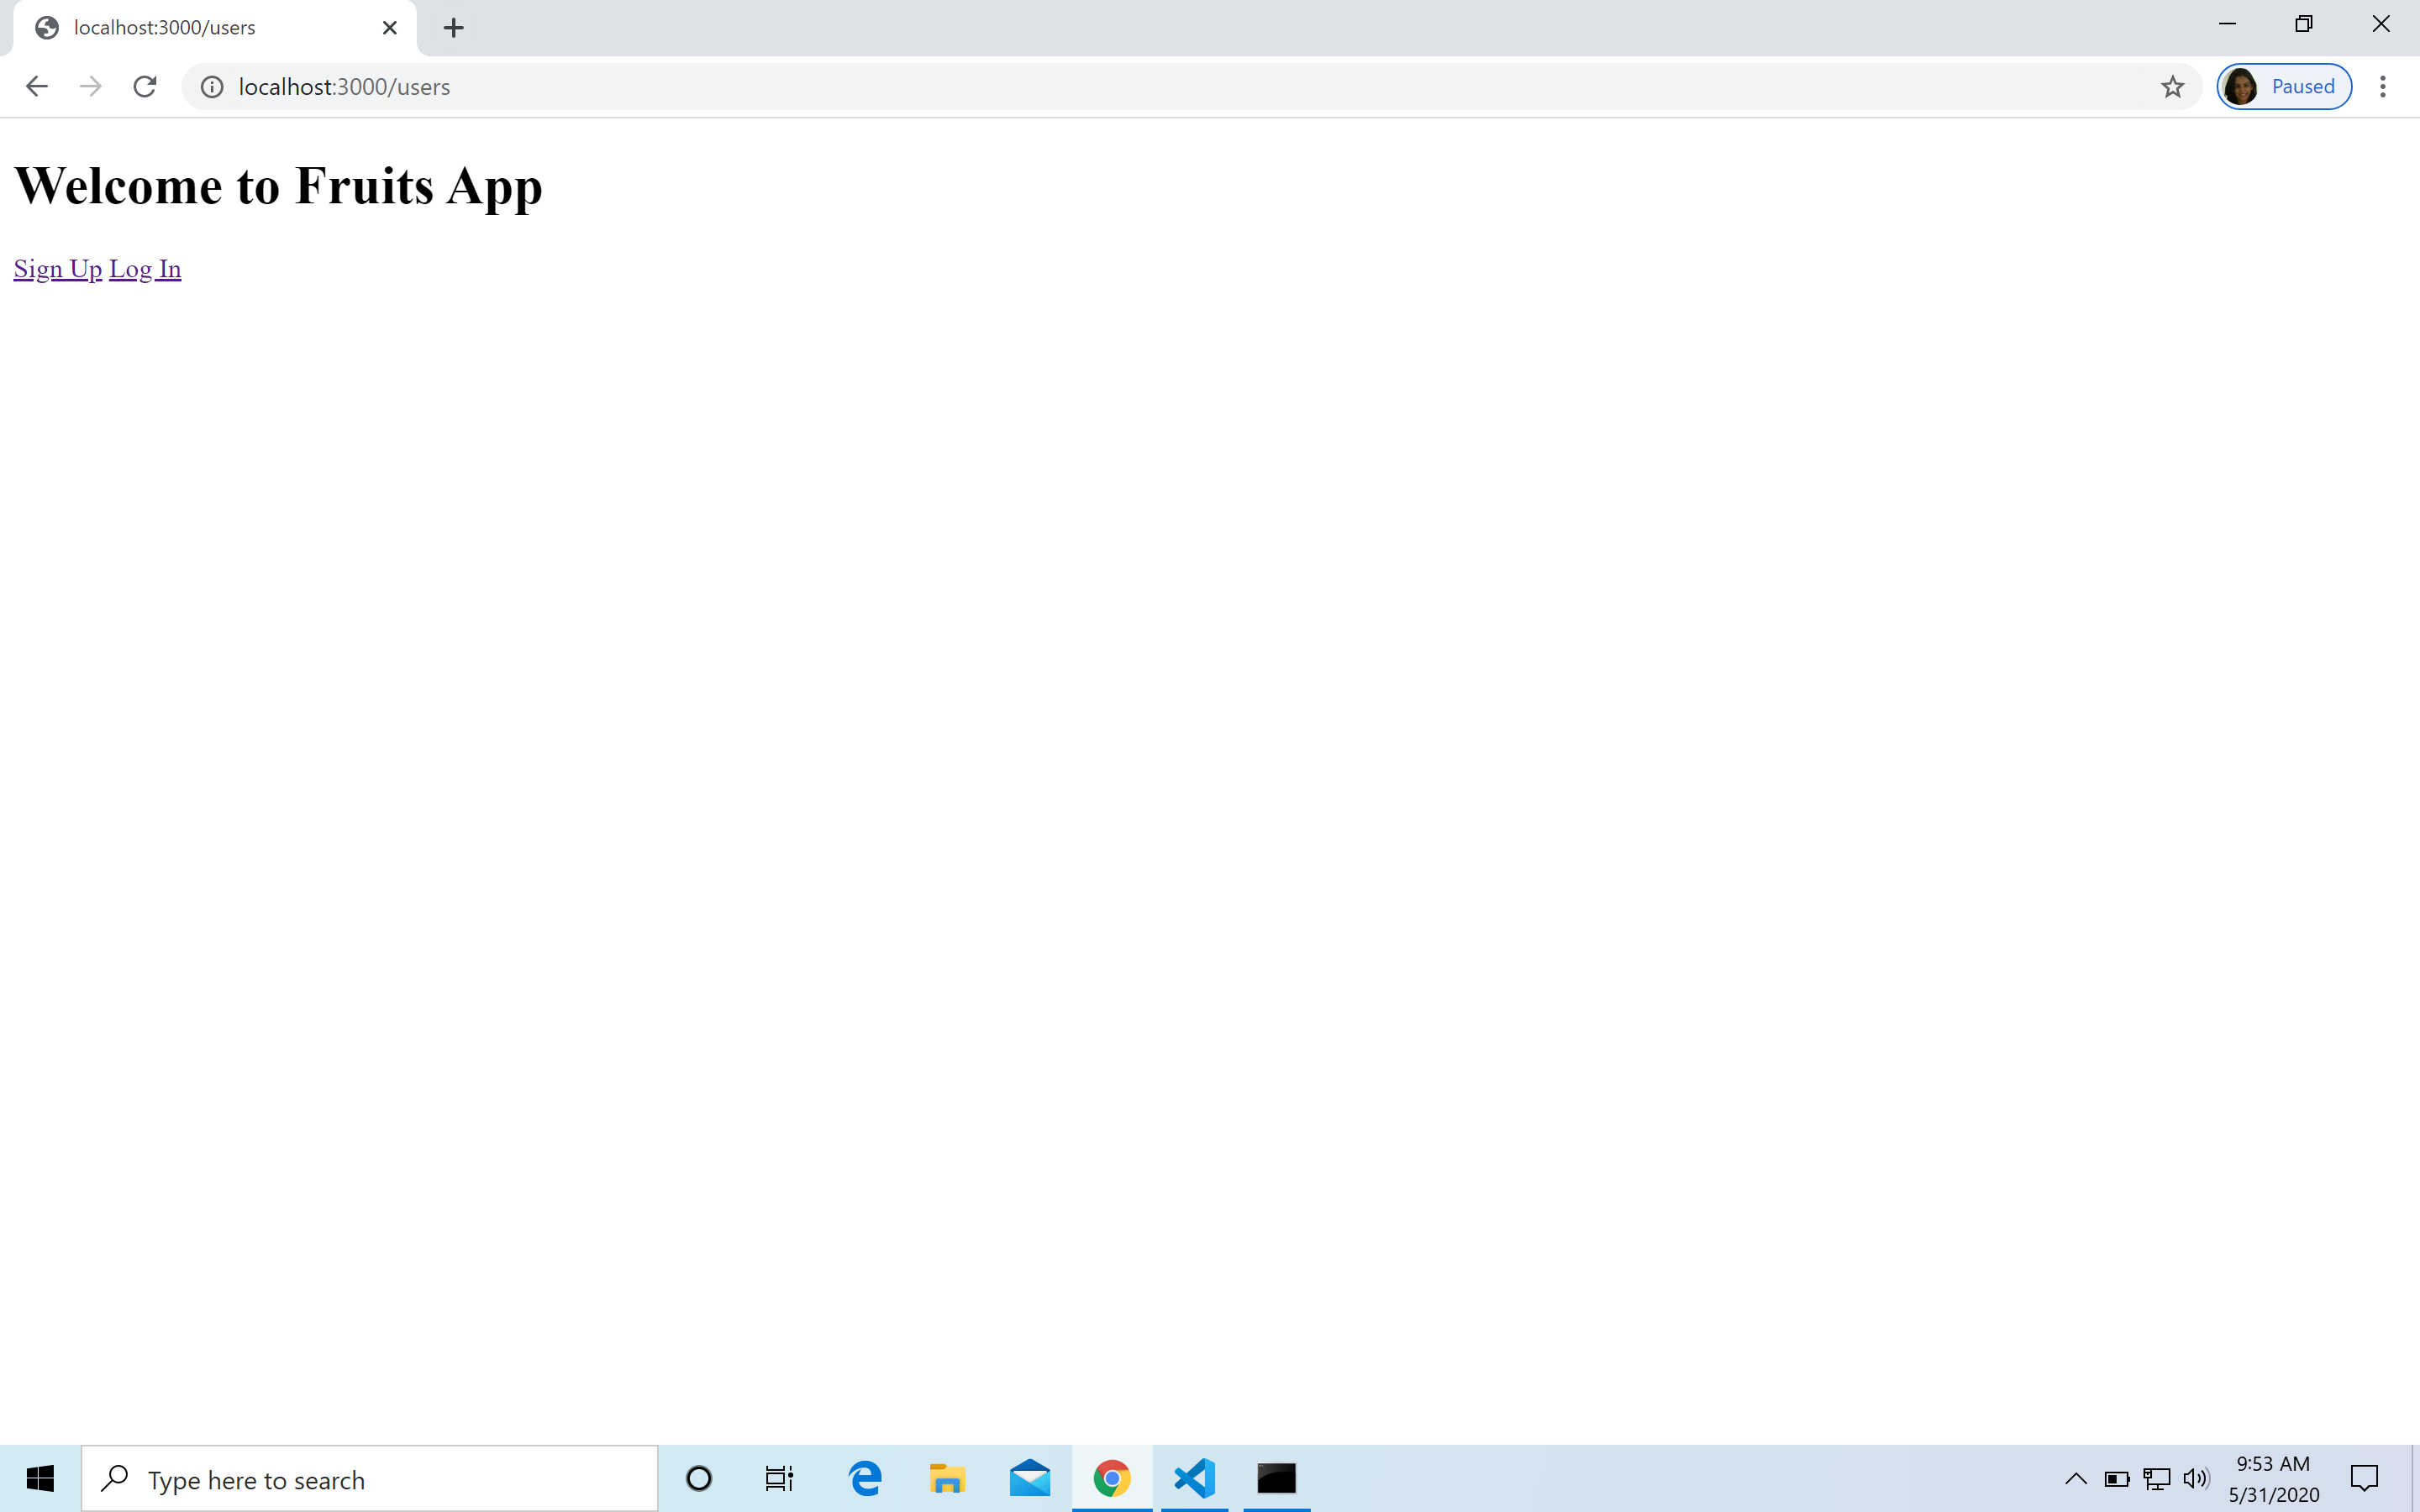 localhost:3000/users
localhost:3000/users
Paused
Welcome to Fruits App
Sign Up Log In
Type here to search
9:53 AM
5/31/2020